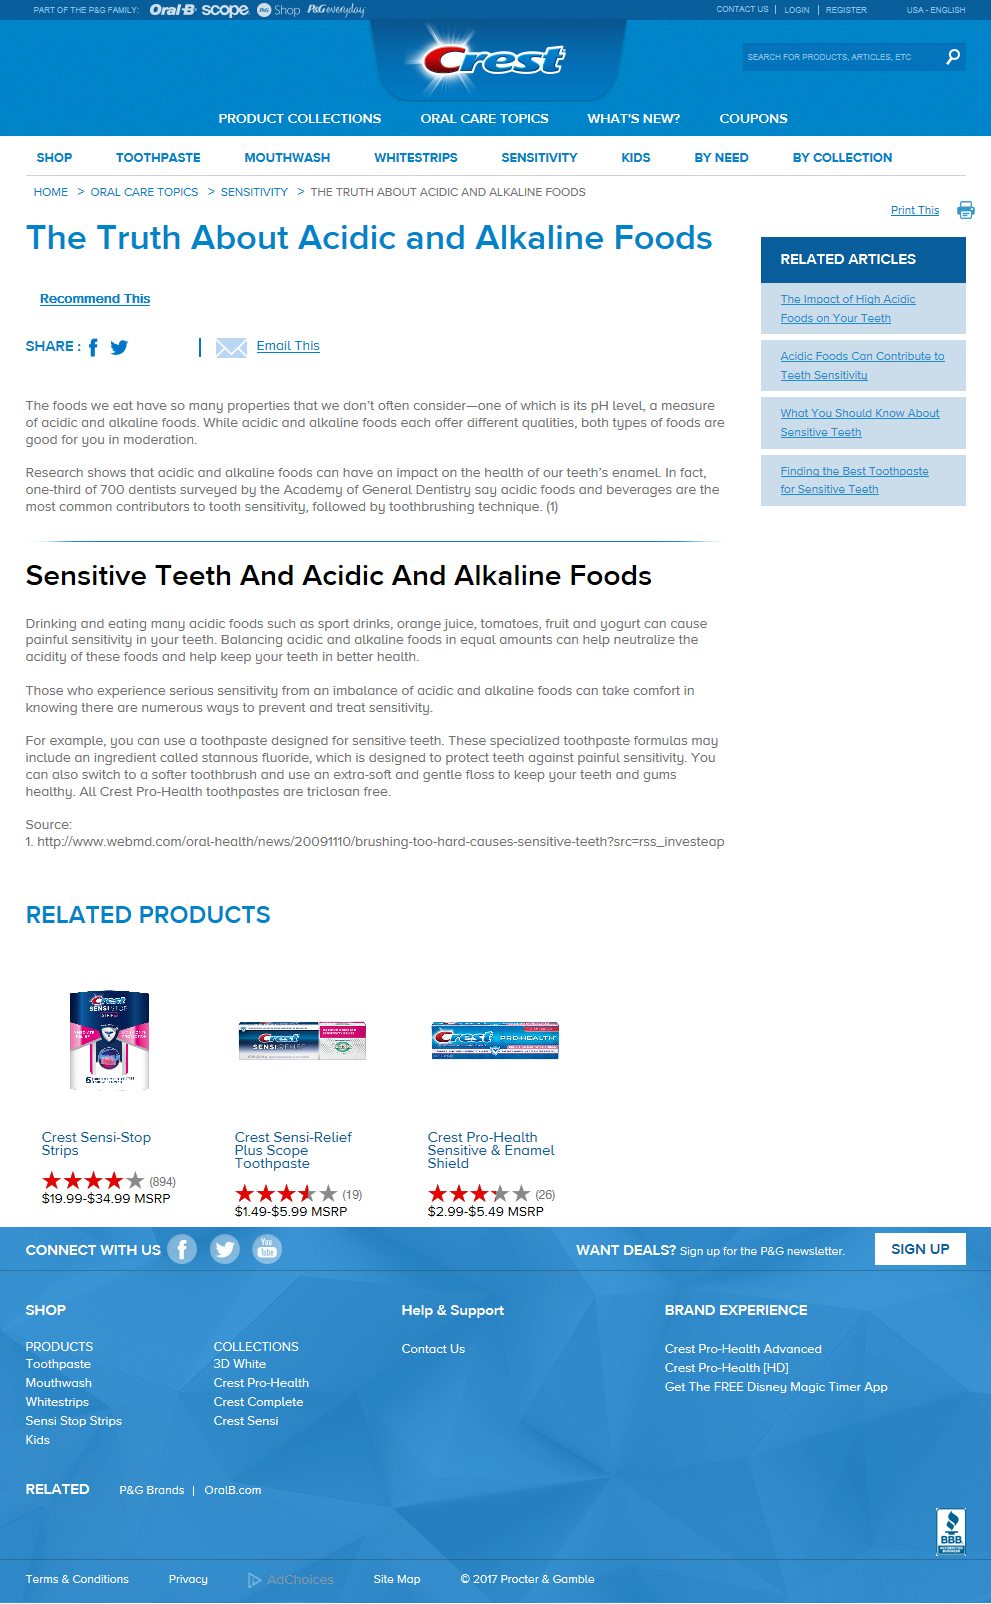 PART OF THE P&G FAMILY: Oral-B scope. P&G Shop P&G everyday
CONTACT US | LOGIN | REGISTER USA - ENGLISH
Crest
SEARCH FOR PRODUCTS, ARTICLES, ETC
PRODUCT COLLECTIONS ORAL CARE TOPICS WHAT'S NEW? COUPONS
SHOP TOOTHPASTE MOUTHWASH WHITESTRIPS SENSITIVITY KIDS BY NEED BY COLLECTION
HOME > ORAL CARE TOPICS > SENSITIVITY > THE TRUTH ABOUT ACIDIC AND ALKALINE FOODS
Print This
The Truth About Acidic and Alkaline Foods
Recommend This
SHARE : | Email This
The foods we eat have so many properties that we don't often consider—one of which is its pH level, a measure
of acidic and alkaline foods. While acidic and alkaline foods each offer different qualities, both types of foods are
good for you in moderation.
Research shows that acidic and alkaline foods can have an impact on the health of our teeth's enamel. In fact,
one-third of 700 dentists surveyed by the Academy of General Dentistry say acidic foods and beverages are the
most common contributors to tooth sensitivity, followed by toothbrushing technique. (1)
Sensitive Teeth And Acidic And Alkaline Foods
Drinking and eating many acidic foods such as sport drinks, orange juice, tomatoes, fruit and yogurt can cause
painful sensitivity in your teeth. Balancing acidic and alkaline foods in equal amounts can help neutralize the
acidity of these foods and help keep your teeth in better health.
Those who experience serious sensitivity from an imbalance of acidic and alkaline foods can take comfort in
knowing there are numerous ways to prevent and treat sensitivity.
For example, you can use a toothpaste designed for sensitive teeth. These specialized toothpaste formulas may
include an ingredient called stannous fluoride, which is designed to protect teeth against painful sensitivity. You
can also switch to a softer toothbrush and use an extra-soft and gentle floss to keep your teeth and gums
healthy. All Crest Pro-Health toothpastes are triclosan free.
Source:
1. http://www.webmd.com/oral-health/news/20091110/brushing-too-hard-causes-sensitive-teeth?src=rss_investeap
RELATED ARTICLES
The Impact of High Acidic
Foods on Your Teeth
Acidic Foods Can Contribute to
Teeth Sensitivity
What You Should Know About
Sensitive Teeth
Finding the Best Toothpaste
for Sensitive Teeth
RELATED PRODUCTS
Crest
SENSI-STOP
STRIPS
Crest
SENSI-RELIEF
Crest PRO-HEALTH
Crest Sensi-Stop
Strips
(894)
$19.99-$34.99 MSRP
Crest Sensi-Relief
Plus Scope
Toothpaste
(19)
$1.49-$5.99 MSRP
Crest Pro-Health
Sensitive & Enamel
Shield
(26)
$2.99-$5.49 MSRP
CONNECT WITH US You Tube WANT DEALS? Sign up for the P&G newsletter. SIGN UP
SHOP
PRODUCTS
Toothpaste
Mouthwash
Whitestrips
Sensi Stop Strips
Kids
COLLECTIONS
3D White
Crest Pro-Health
Crest Complete
Crest Sensi
Help & Support
Contact Us
BRAND EXPERIENCE
Crest Pro-Health Advanced
Crest Pro-Health [HD]
Get The FREE Disney Magic Timer App
RELATED P&G Brands | OralB.com
BBB.
Terms & Conditions Privacy AdChoices Site Map © 2017 Procter & Gamble